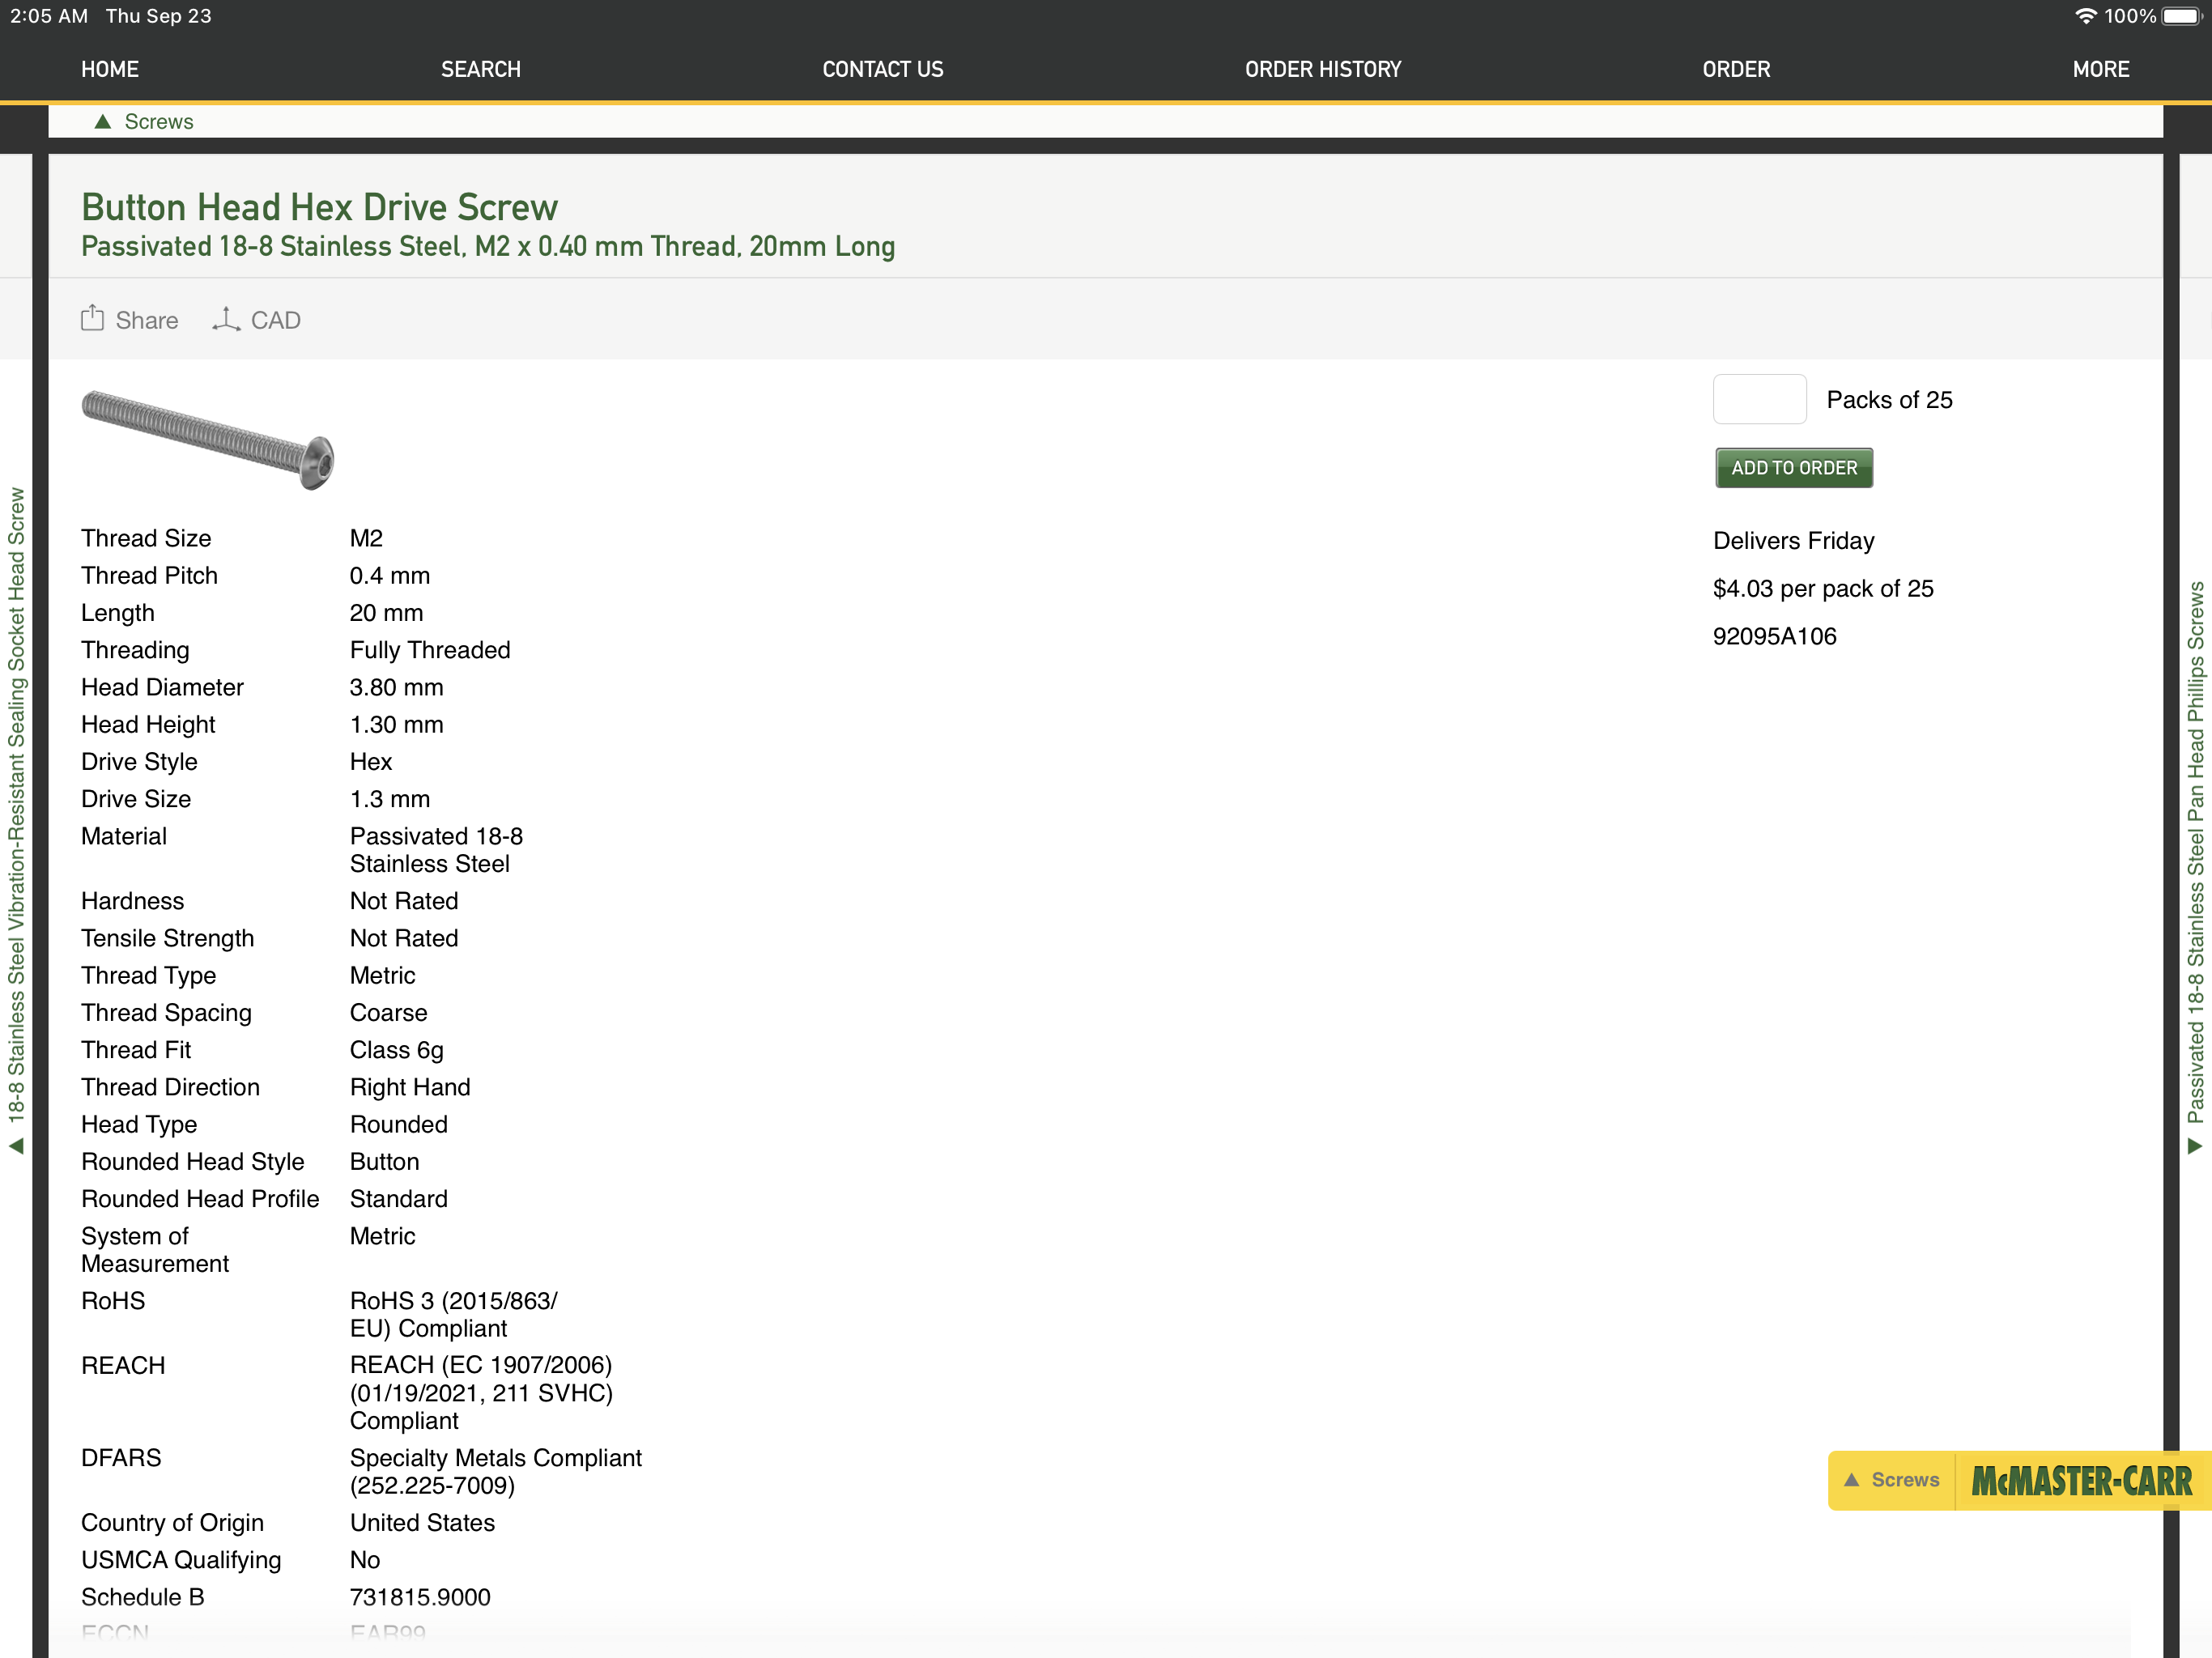 2:05 AM Thu Sep 23
100%
HOME SEARCH CONTACT US ORDER HISTORY ORDER MORE
▲ Screws
Button Head Hex Drive Screw
Passivated 18-8 Stainless Steel, M2 x 0.40 mm Thread, 20mm Long
Share CAD
Packs of 25
ADD TO ORDER
Delivers Friday
$4.03 per pack of 25
92095A106
Thread Size M2
Thread Pitch 0.4 mm
Length 20 mm
Threading Fully Threaded
Head Diameter 3.80 mm
Head Height 1.30 mm
Drive Style Hex
Drive Size 1.3 mm
Material Passivated 18-8
Stainless Steel
Hardness Not Rated
Tensile Strength Not Rated
Thread Type Metric
Thread Spacing Coarse
Thread Fit Class 6g
Thread Direction Right Hand
Head Type Rounded
Rounded Head Style Button
Rounded Head Profile Standard
System of Metric
Measurement
RoHS RoHS 3 (2015/863/
EU) Compliant
REACH REACH (EC 1907/2006)
(01/19/2021, 211 SVHC)
Compliant
DFARS Specialty Metals Compliant
(252.225-7009)
Country of Origin United States
USMCA Qualifying No
Schedule B 731815.9000
ECCN EAR99
18-8 Stainless Steel Vibration-Resistant Sealing Socket Head Screw
Passivated 18-8 Stainless Steel Pan Head Phillips Screws
▲ Screws McMASTER-CARR